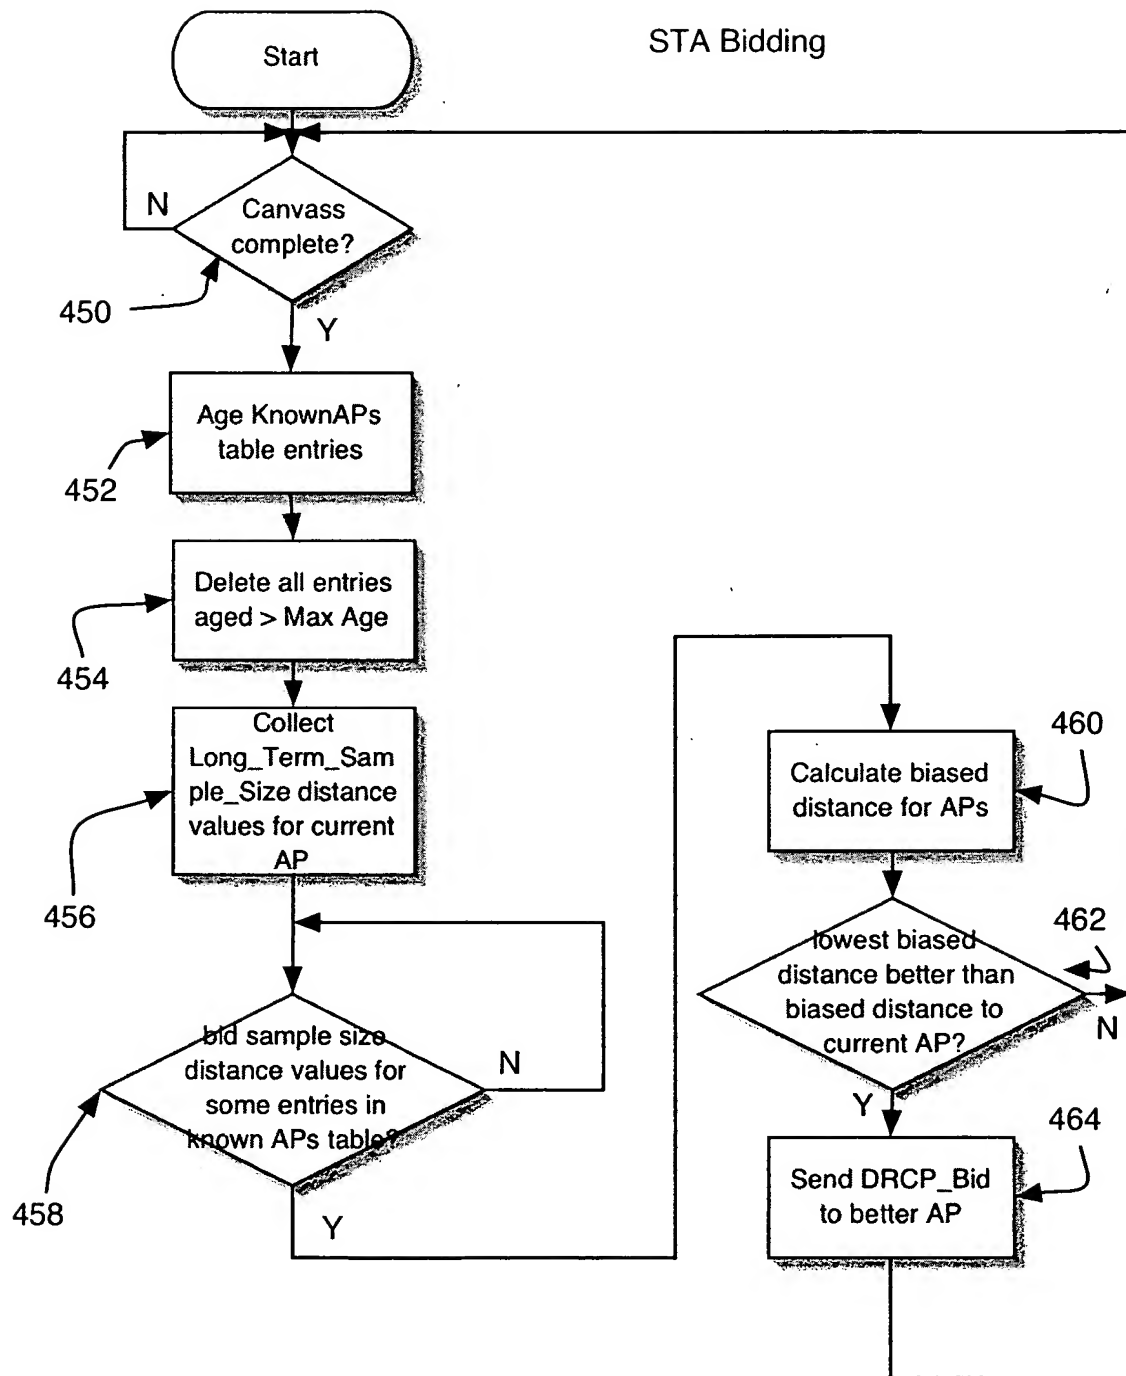 STA Bidding
Start
Canvass
complete?
N
450
Y
Age KnownAPs
table entries
452
Delete all entries
aged > Max Age
454
Collect
Long_Term_Sam
ple_Size distance
values for current
AP
456
bid sample size
distance values for
some entries in
known APs table?
N
458
Y
Calculate biased
distance for APs
460
lowest biased
distance better than
biased distance to
current AP?
462
N
Y
Send DRCP_Bid
to better AP
464